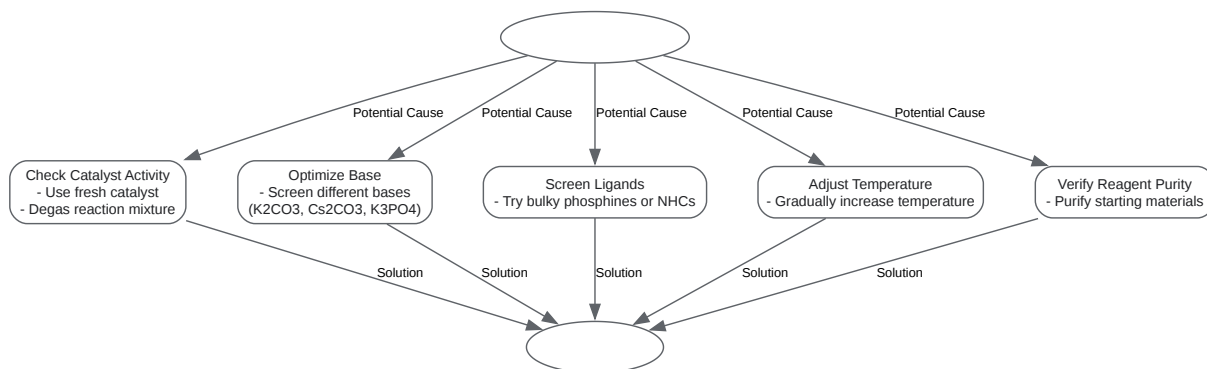 Potential Cause
Potential Cause
Potential Cause
Potential Cause
Potential Cause
Check Catalyst Activity
- Use fresh catalyst
- Degas reaction mixture
Optimize Base
- Screen different bases
(K2CO3, Cs2CO3, K3PO4)
Screen Ligands
- Try bulky phosphines or NHCs
Adjust Temperature
- Gradually increase temperature
Verify Reagent Purity
- Purify starting materials
Solution
Solution
Solution
Solution
Solution